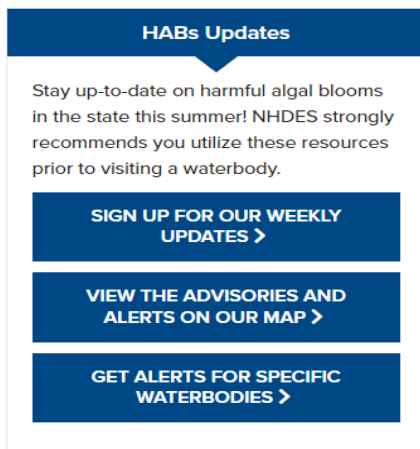 HABs Updates
Stay up-to-date on harmful algal blooms
in the state this summer! NHDES strongly
recommends you utilize these resources
prior to visiting a waterbody.
SIGN UP FOR OUR WEEKLY
UPDATES >
VIEW THE ADVISORIES AND
ALERTS ON OUR MAP >
GET ALERTS FOR SPECIFIC
WATERBODIES >